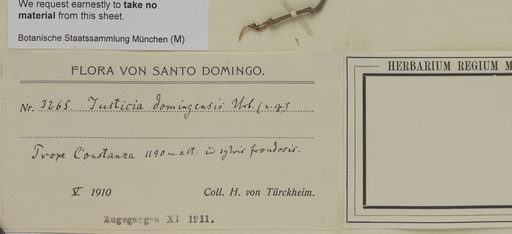 We request earnestly to take no
material from this sheet.
Botanische Staatssammlung München (M)
FLORA VON SANTO DOMINGO.
Nr. 3265. Justicia domingensis Urb. (n. sp.)
Prope Constanza 1190 m alt. in sylvis frondosis.
V 1910 Coll. H. von Türckheim.
Zugegangen XI 1911.
HERBARIUM REGIUM M